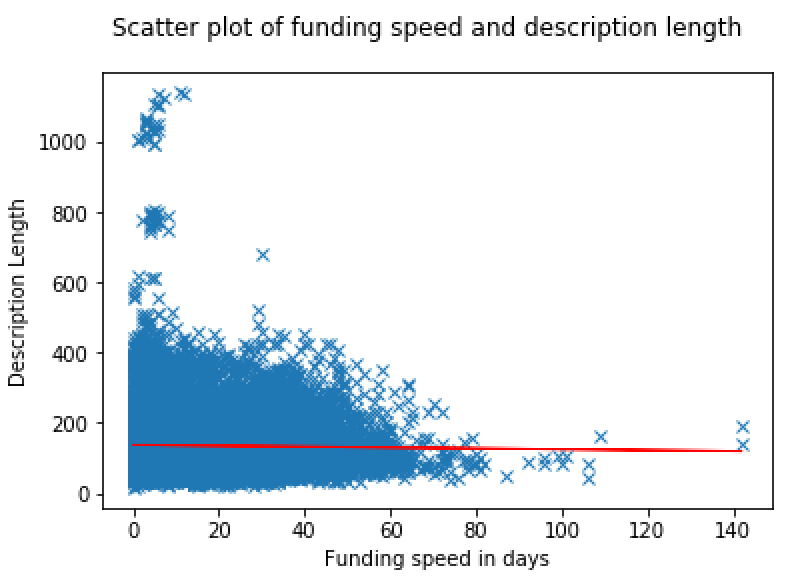 Scatter plot of funding speed and description length
Description Length
1000
800
600
400
200
0
0 20 40 60 80 100 120 140
Funding speed in days